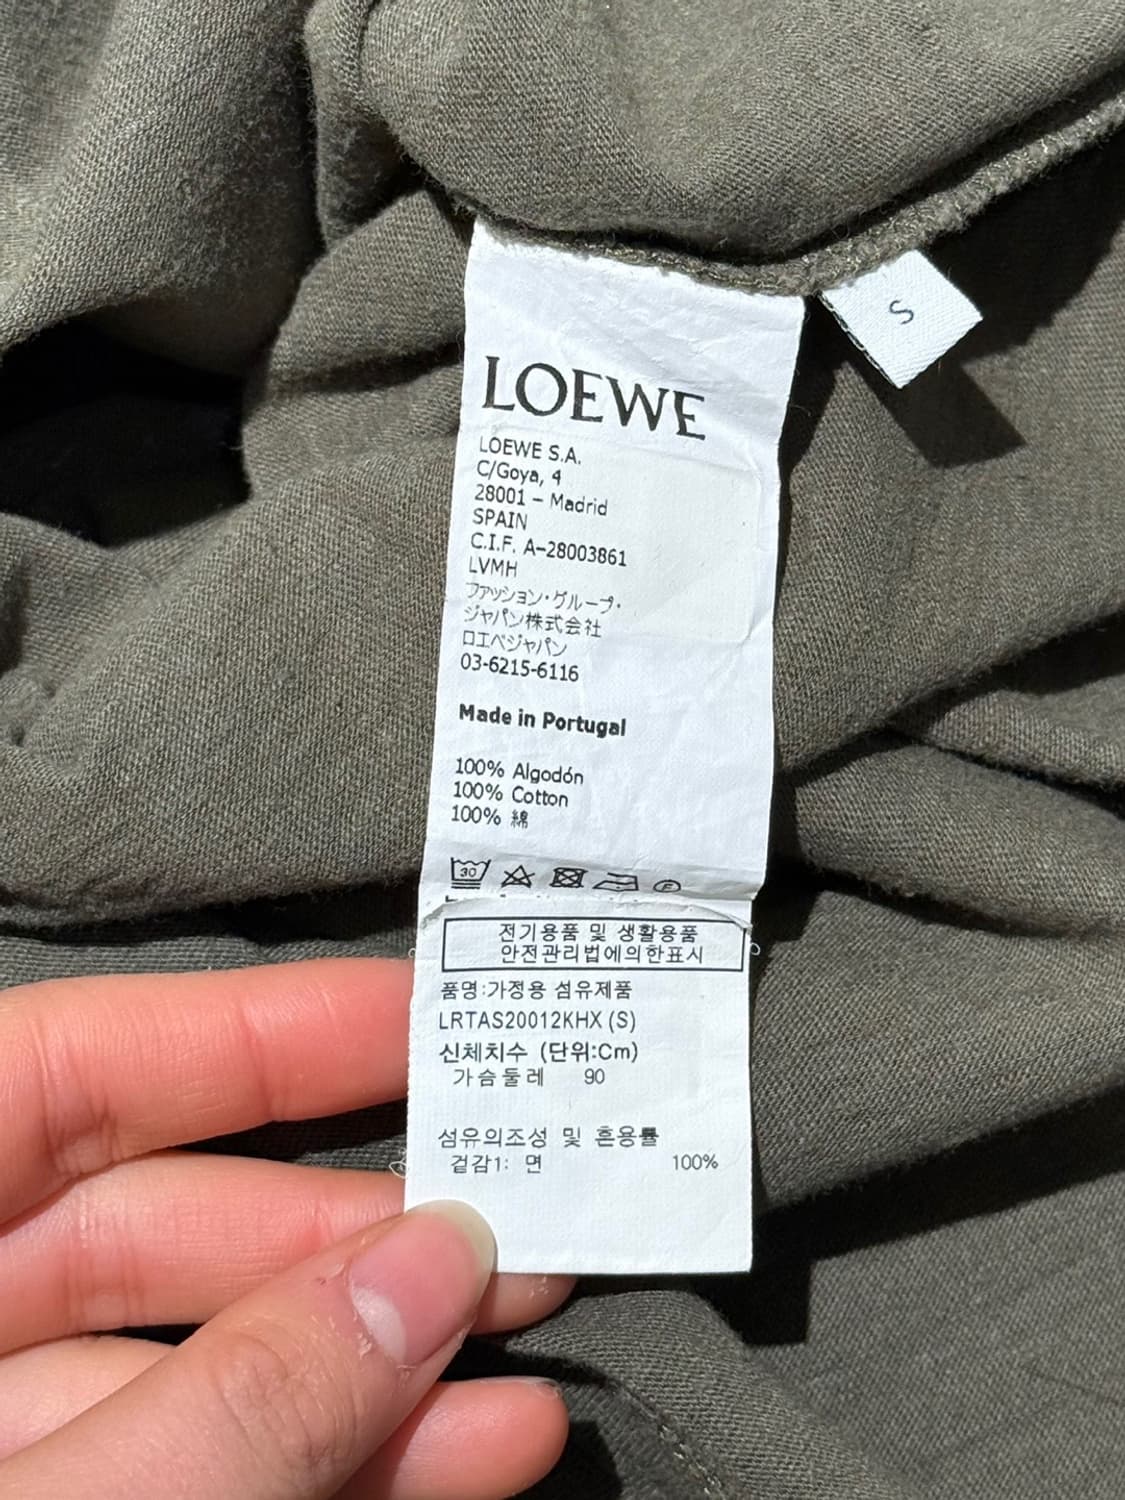 S
LOEWE
LOEWE S.A.
C/Goya, 4
28001 – Madrid
SPAIN
C.I.F. A-28003861
LVMH
ファッション・グループ・
ジャパン株式会社
ロエベジャパン
03-6215-6116
Made in Portugal
100% Algodón
100% Cotton
100% 綿
30
전기용품 및 생활용품
안전관리법에의한표시
품명:가정용 섬유제품
LRTAS20012KHX (S)
신체치수 (단위:Cm)
가슴둘레 90
섬유의조성 및 혼용률
겉감1: 면 100%